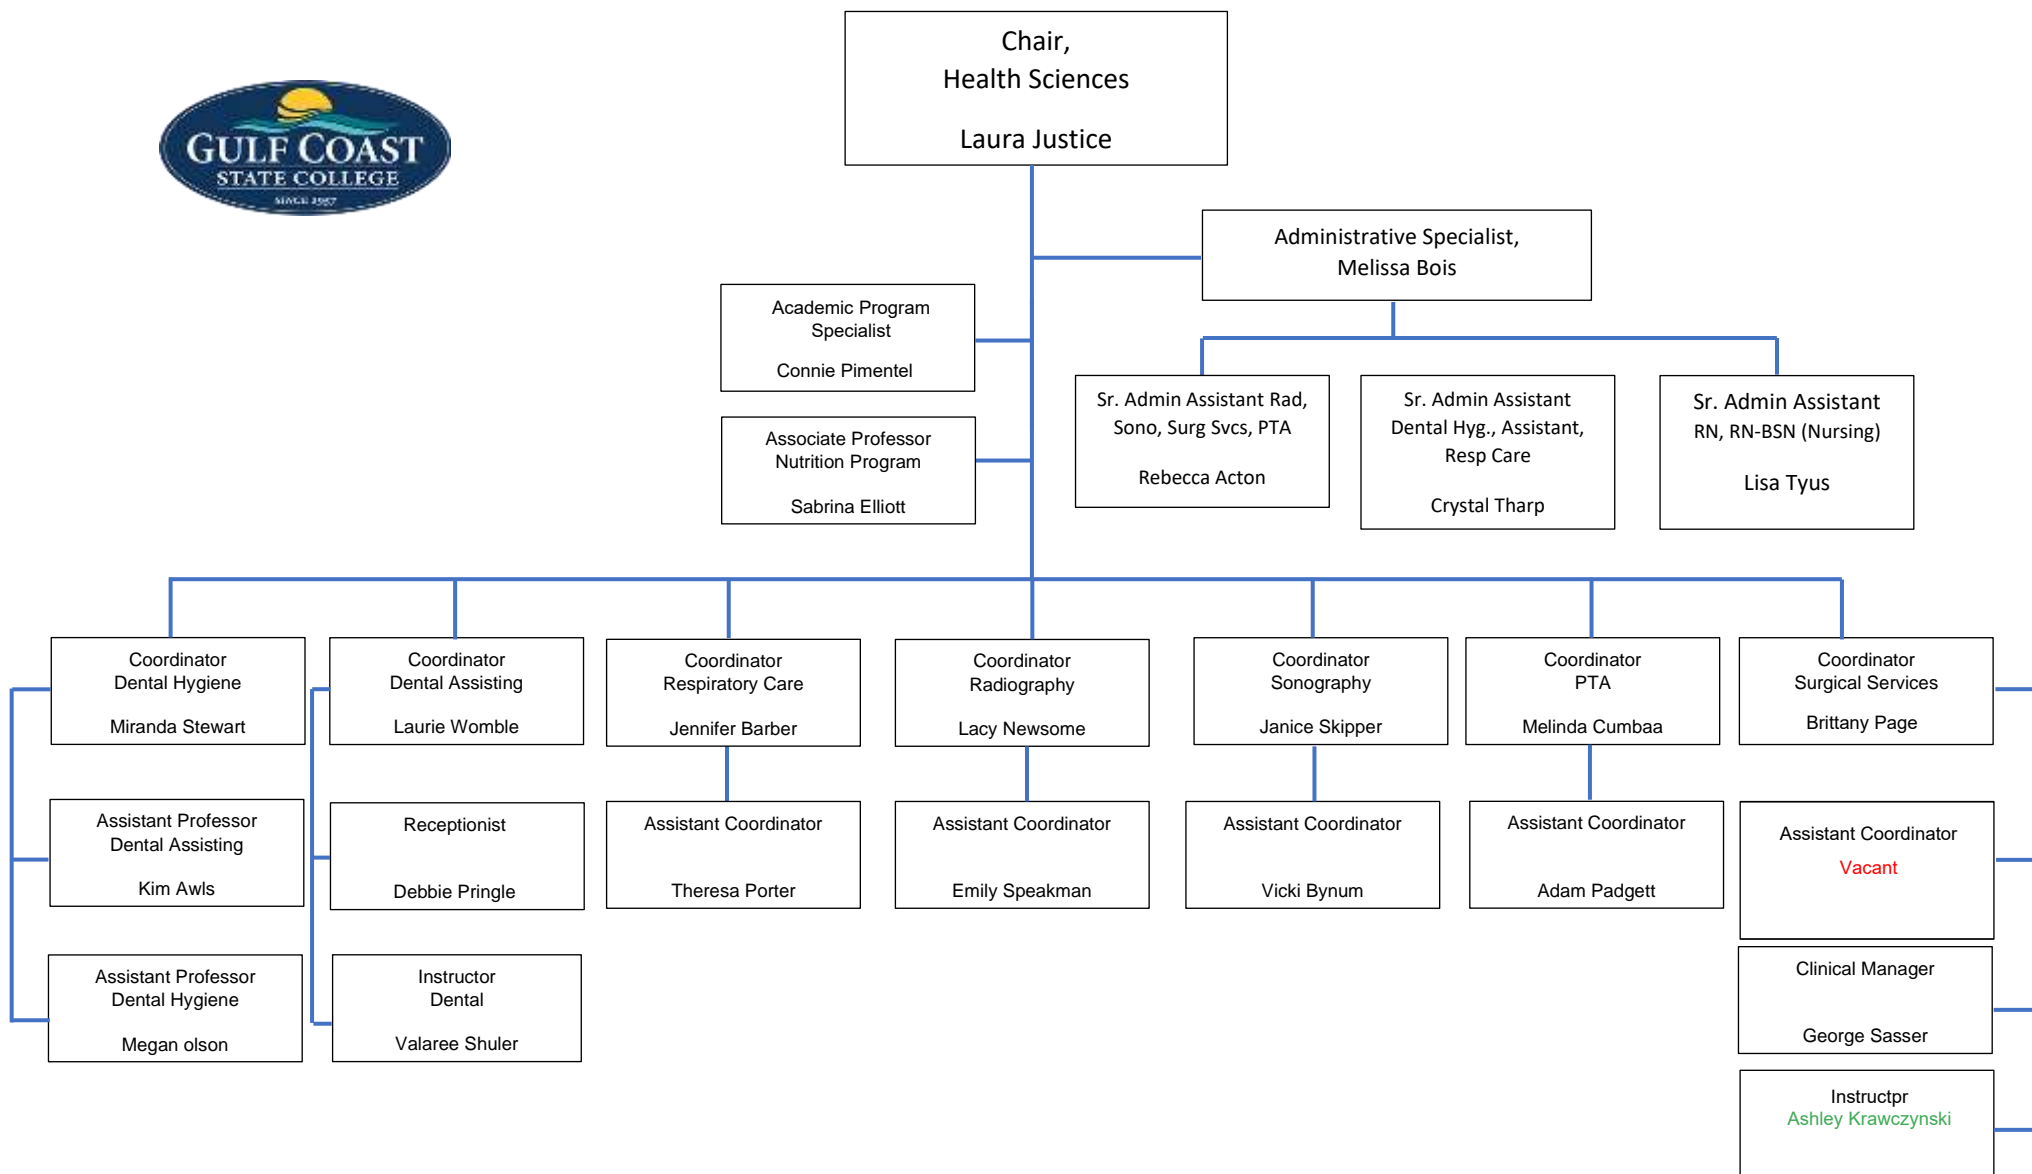 Chair,
Health Sciences
Laura Justice
GULF COAST
STATE COLLEGE
SINCE 1957
Administrative Specialist,
Melissa Bois
Academic Program
Specialist
Connie Pimentel
Associate Professor
Nutrition Program
Sabrina Elliott
Sr. Admin Assistant Rad,
Sono, Surg Svcs, PTA
Rebecca Acton
Sr. Admin Assistant
Dental Hyg., Assistant,
Resp Care
Crystal Tharp
Sr. Admin Assistant
RN, RN-BSN (Nursing)
Lisa Tyus
Coordinator
Dental Hygiene
Miranda Stewart
Coordinator
Dental Assisting
Laurie Womble
Coordinator
Respiratory Care
Jennifer Barber
Coordinator
Radiography
Lacy Newsome
Coordinator
Sonography
Janice Skipper
Coordinator
PTA
Melinda Cumbaa
Coordinator
Surgical Services
Brittany Page
Assistant Professor
Dental Assisting
Kim Awls
Receptionist
Debbie Pringle
Assistant Coordinator
Theresa Porter
Assistant Coordinator
Emily Speakman
Assistant Coordinator
Vicki Bynum
Assistant Coordinator
Adam Padgett
Assistant Coordinator
Vacant
Assistant Professor
Dental Hygiene
Megan olson
Instructor
Dental
Valaree Shuler
Clinical Manager
George Sasser
Instructpr
Ashley Krawczynski